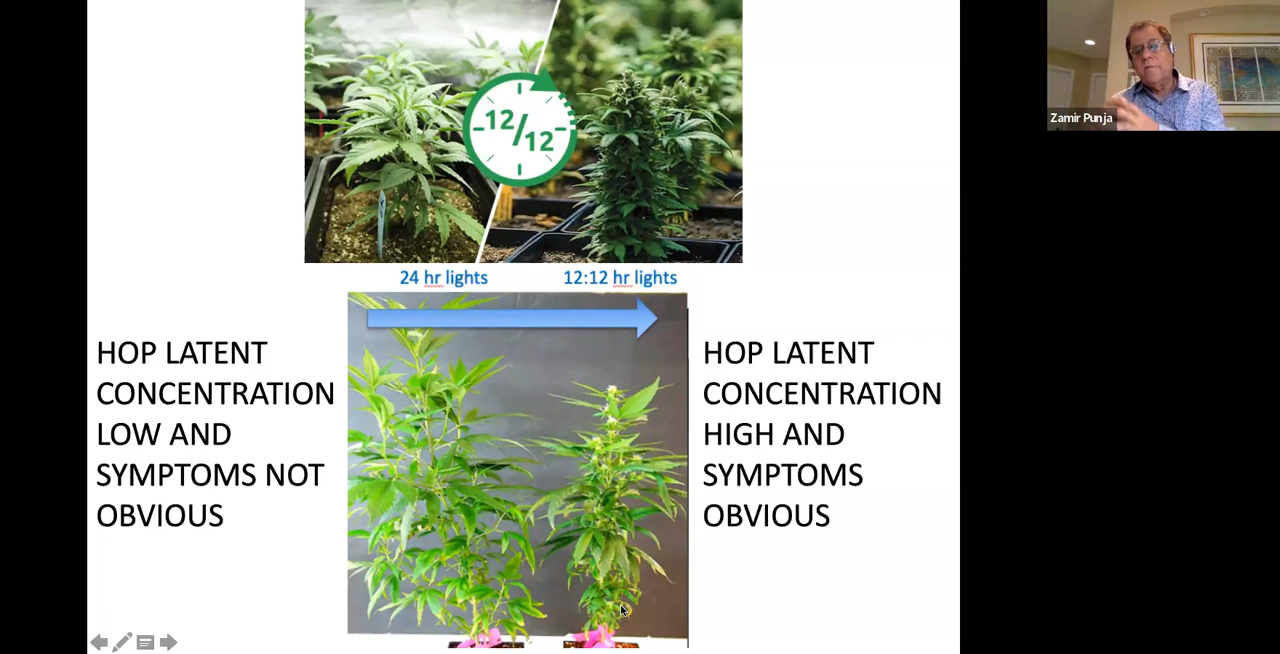 12/12
Zamir Punja
24 hr lights
12:12 hr lights
HOP LATENT
CONCENTRATION
LOW AND
SYMPTOMS NOT
OBVIOUS
HOP LATENT
CONCENTRATION
HIGH AND
SYMPTOMS
OBVIOUS